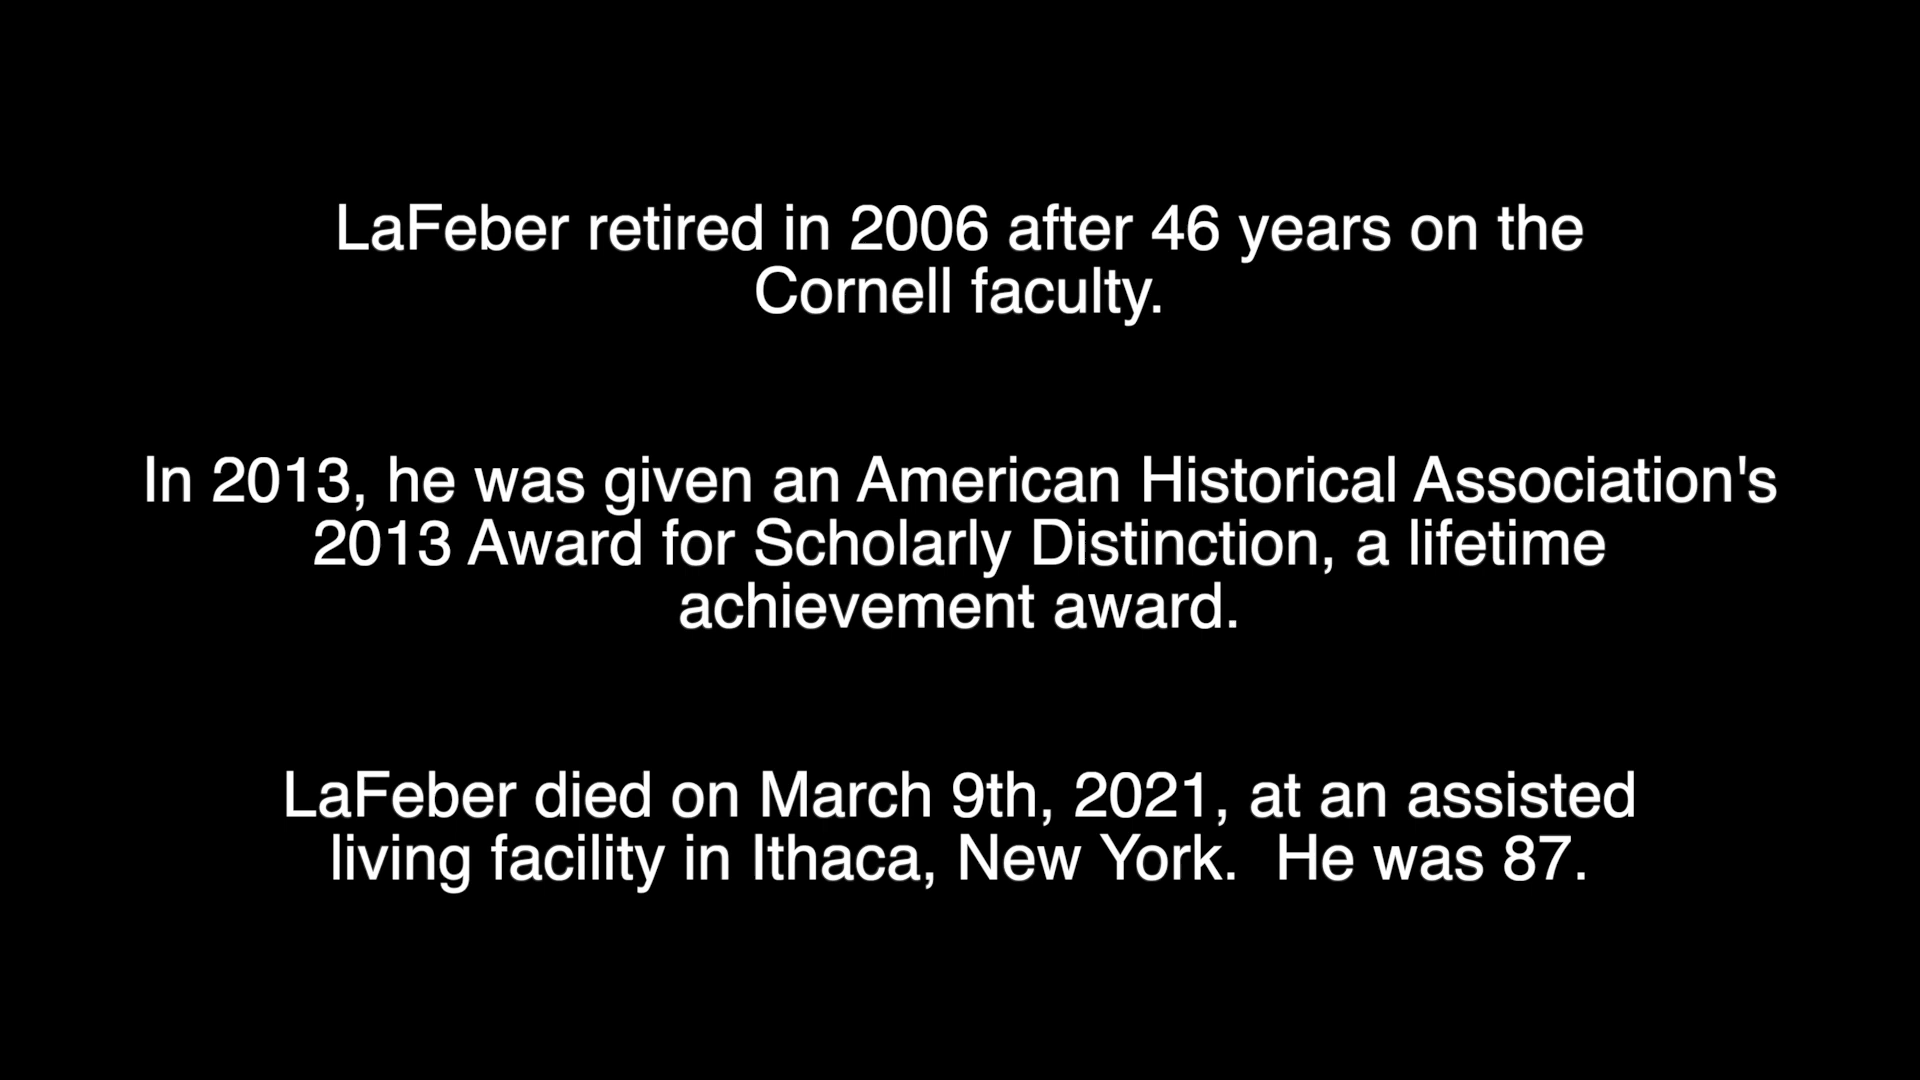 LaFeber retired in 2006 after 46 years on the
Cornell faculty.
In 2013, he was given an American Historical Association's
2013 Award for Scholarly Distinction, a lifetime
achievement award.
LaFeber died on March 9th, 2021, at an assisted
living facility in Ithaca, New York.  He was 87.